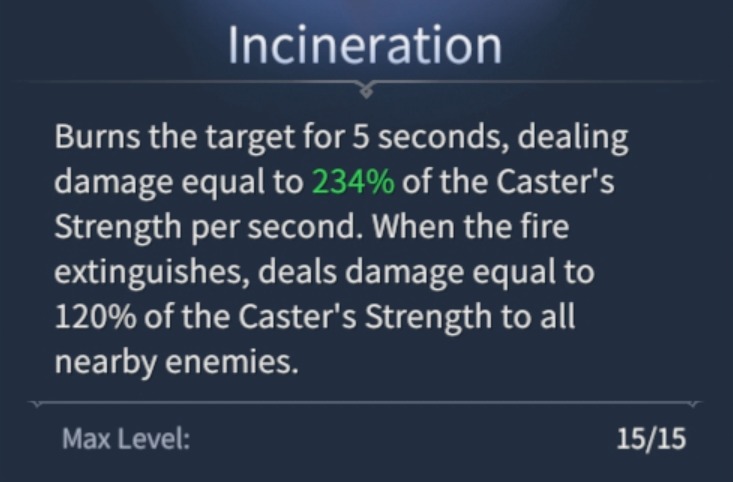 Incineration
Burns the target for 5 seconds, dealing
damage equal to 234% of the Caster's
Strength per second. When the fire
extinguishes, deals damage equal to
120% of the Caster's Strength to all
nearby enemies.
Max Level: 15/15